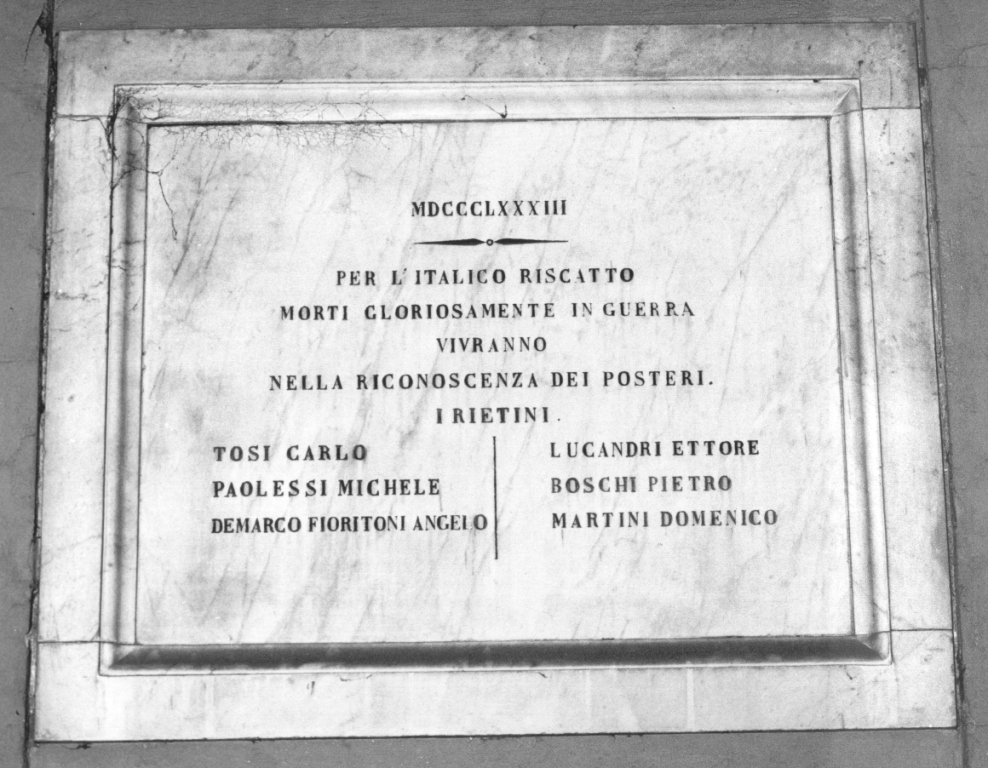 MDCCCLXXXIII
PER L'ITALICO RISCATTO
MORTI GLORIOSAMENTE IN GUERRA
VIVRANNO
NELLA RICONOSCENZA DEI POSTERI.
I RIETINI.
TOSI CARLO
PAOLESSI MICHELE
DEMARCO FIORITONI ANGELO
LUCANDRI ETTORE
BOSCHI PIETRO
MARTINI DOMENICO